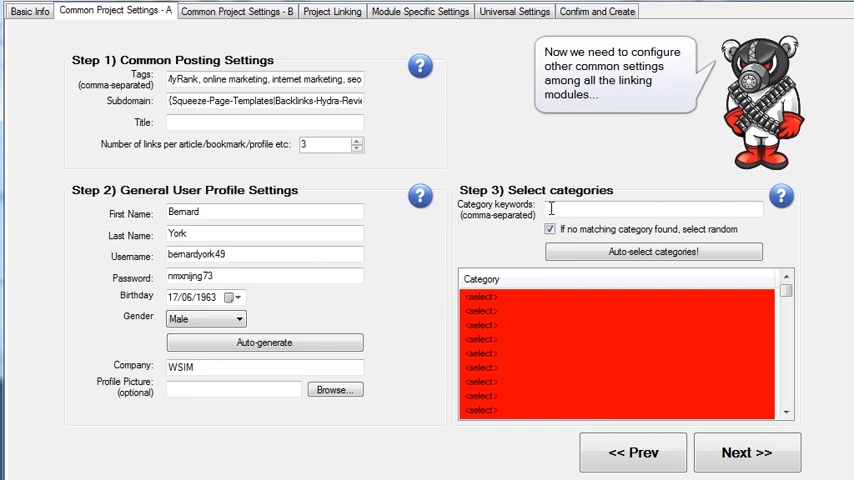 Basic Info
Common Project Settings - A
Common Project Settings - B
Project Linking
Module Specific Settings
Universal Settings
Confirm and Create
Step 1) Common Posting Settings
Tags:
(comma-separated)
MyRank, online marketing, internet marketing, seo
Subdomain:
{Squeeze-Page-Templates|Backlinks-Hydra-Revie
Title:
Number of links per article/bookmark/profile etc:
3
?
Now we need to configure
other common settings
among all the linking
modules...
Step 2) General User Profile Settings
?
First Name:
Bernard
Last Name:
York
Username:
bernardyork49
Password:
nmxnijng73
Birthday
17/06/1963
Gender
Male
Auto-generate
Company:
WSIM
Profile Picture:
(optional)
Browse...
Step 3) Select categories
?
Category keywords:
(comma-separated)
If no matching category found, select random
Auto-select categories!
Category
<select>
<select>
<select>
<select>
<select>
<select>
<select>
<select>
<select>
<< Prev
Next >>